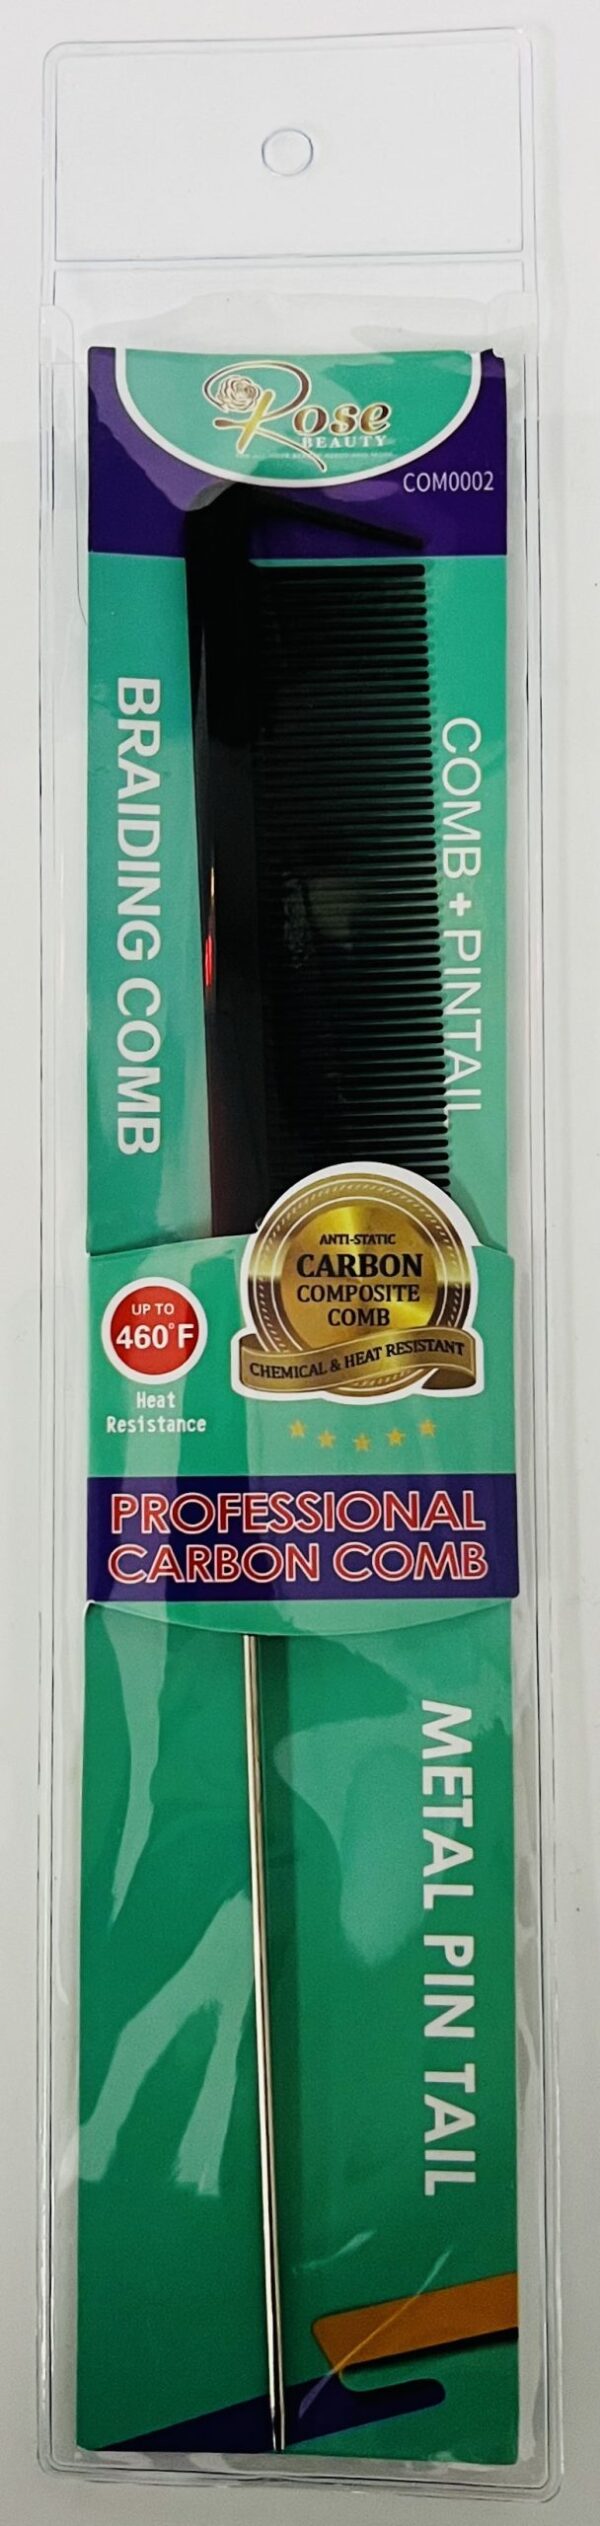 Rose
BEAUTY
COM0002
BRAIDING COMB
COMB + PINTAIL
ANTI-STATIC
CARBON
COMPOSITE
COMB
CHEMICAL & HEAT RESISTANT
UP TO
460°F
Heat
Resistance
PROFESSIONAL
CARBON COMB
METAL PIN TAIL